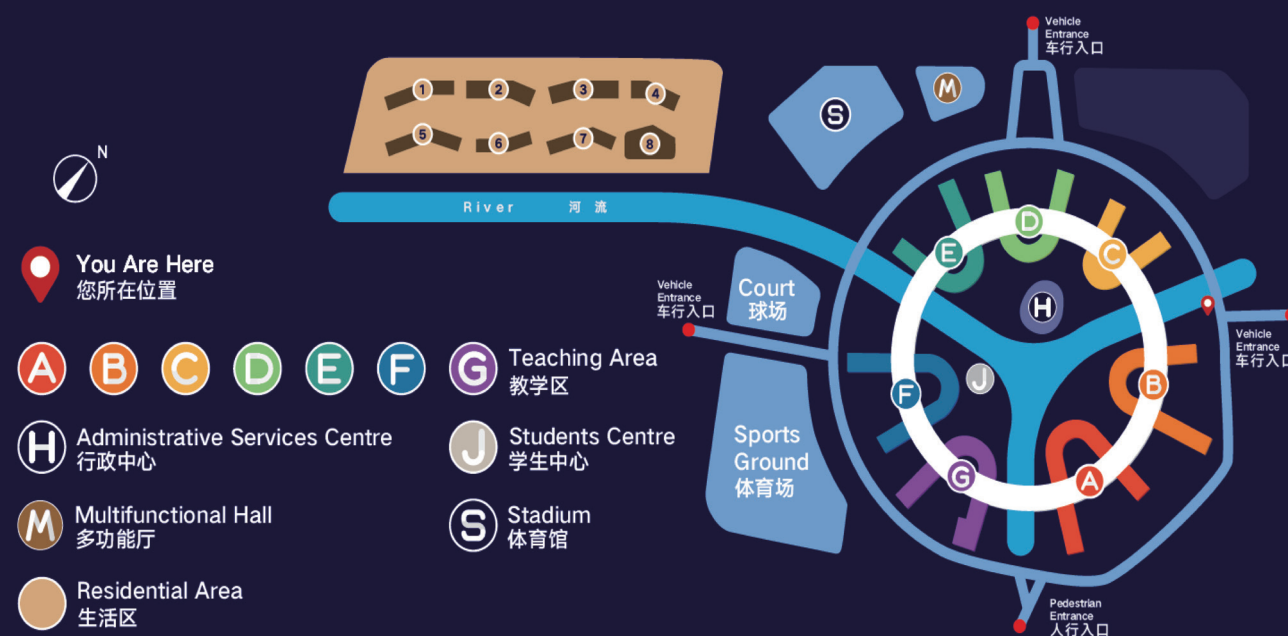 Vehicle
Entrance
车行入口
1
2
3
4
5
6
7
8
S
M
N
River 河流
D
E
C
You Are Here
您所在位置
H
Vehicle
Entrance
车行入口
Court
球场
Vehicle
Entrance
车行入口
A B C D E F G
Teaching Area
教学区
J
B
F
H
Administrative Services Centre
行政中心
J
Students Centre
学生中心
Sports
Ground
体育场
G
A
M
Multifunctional Hall
多功能厅
S
Stadium
体育馆
Residential Area
生活区
Pedestrian
Entrance
人行入口